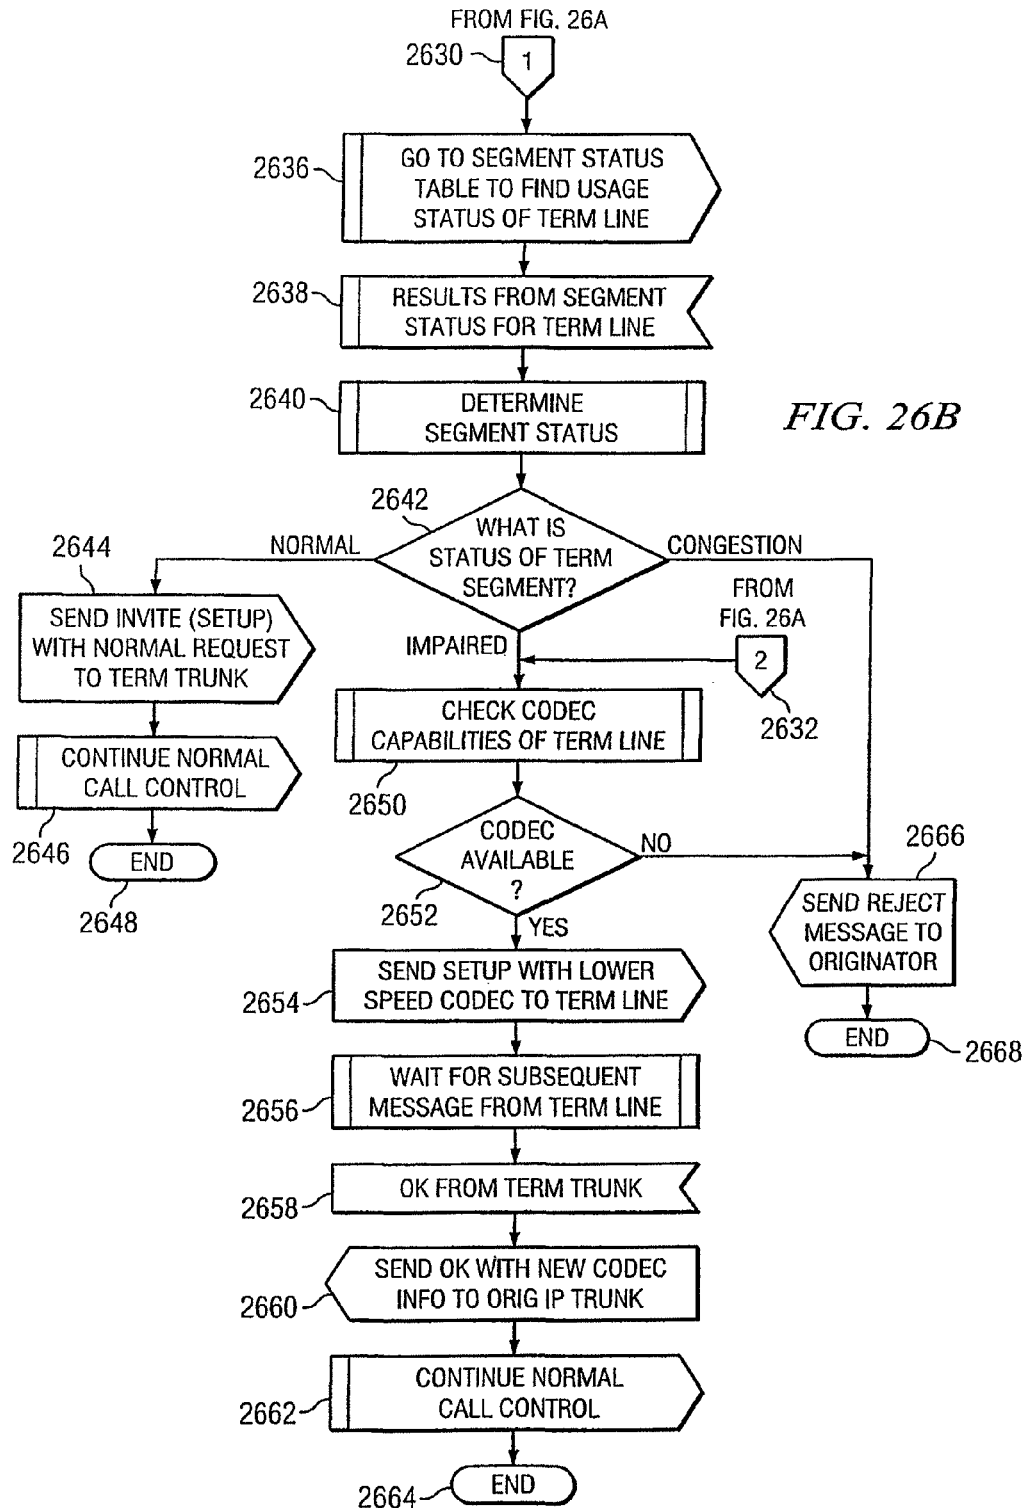 FROM FIG. 26A
2630
1
2636
GO TO SEGMENT STATUS
TABLE TO FIND USAGE
STATUS OF TERM LINE
2638
RESULTS FROM SEGMENT
STATUS FOR TERM LINE
2640
DETERMINE
SEGMENT STATUS
FIG. 26B
2642
WHAT IS
STATUS OF TERM
SEGMENT?
NORMAL
CONGESTION
IMPAIRED
2644
SEND INVITE (SETUP)
WITH NORMAL REQUEST
TO TERM TRUNK
CONTINUE NORMAL
CALL CONTROL
2646
END
2648
FROM
FIG. 26A
2
2632
CHECK CODEC
CAPABILITIES OF TERM LINE
2650
CODEC
AVAILABLE
?
2652
NO
YES
2666
SEND REJECT
MESSAGE TO
ORIGINATOR
END
2668
2654
SEND SETUP WITH LOWER
SPEED CODEC TO TERM LINE
2656
WAIT FOR SUBSEQUENT
MESSAGE FROM TERM LINE
2658
OK FROM TERM TRUNK
2660
SEND OK WITH NEW CODEC
INFO TO ORIG IP TRUNK
2662
CONTINUE NORMAL
CALL CONTROL
2664
END